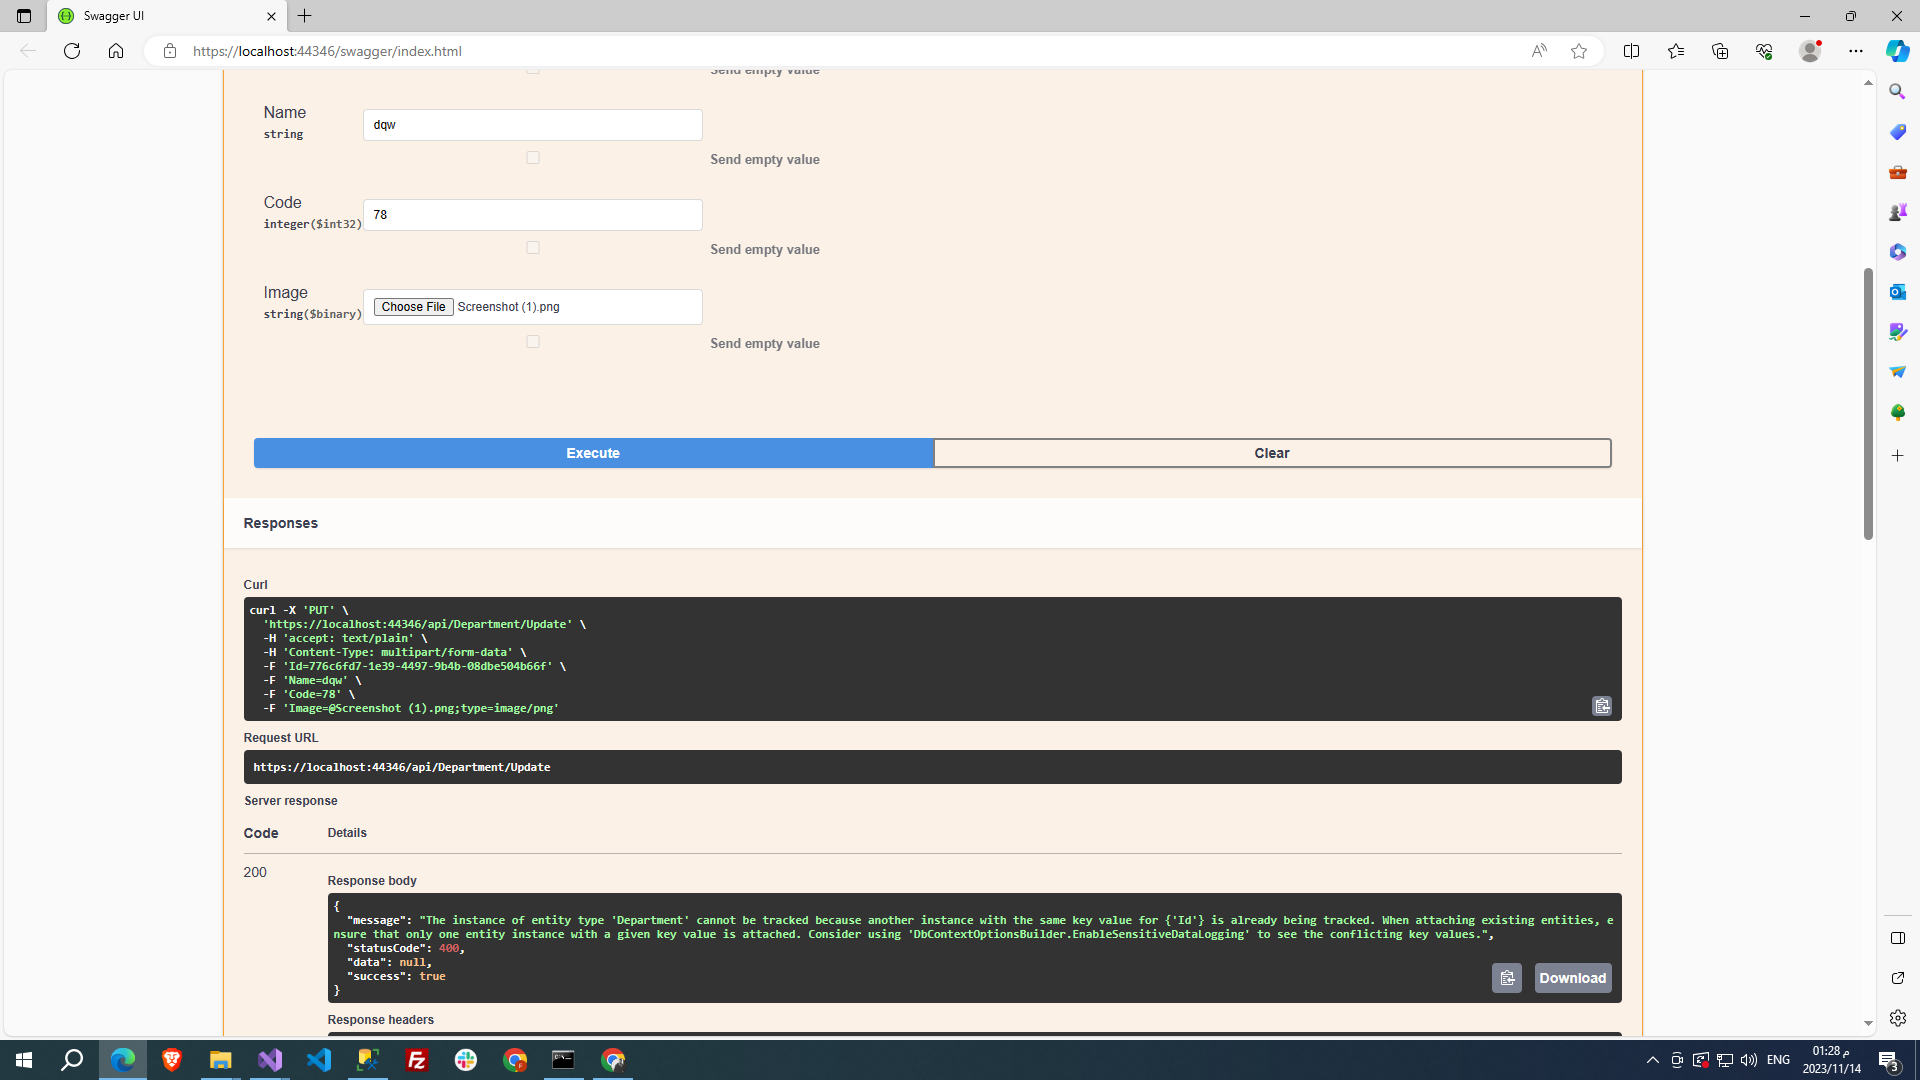 Swagger UI
https://localhost:44346/swagger/index.html
Send empty value
Name
string
dqw
Send empty value
Code
integer($int32)
78
Send empty value
Image
string($binary)
Choose File Screenshot (1).png
Send empty value
Execute
Clear
Responses
Curl
curl -X 'PUT' \
'https://localhost:44346/api/Department/Update' \
-H 'accept: text/plain' \
-H 'Content-Type: multipart/form-data' \
-F 'Id=776c6fd7-1e39-4497-9b4b-08dbe504b66f' \
-F 'Name=dqw' \
-F 'Code=78' \
-F 'Image=@Screenshot (1).png;type=image/png'
Request URL
https://localhost:44346/api/Department/Update
Server response
Code Details
200
Response body
{
"message": "The instance of entity type 'Department' cannot be tracked because another instance with the same key value for {'Id'} is already being tracked. When attaching existing entities, e
nsure that only one entity instance with a given key value is attached. Consider using 'DbContextOptionsBuilder.EnableSensitiveDataLogging' to see the conflicting key values.",
"statusCode": 400,
"data": null,
"success": true
}
Download
Response headers
ENG
01:28 م
2023/11/14
3